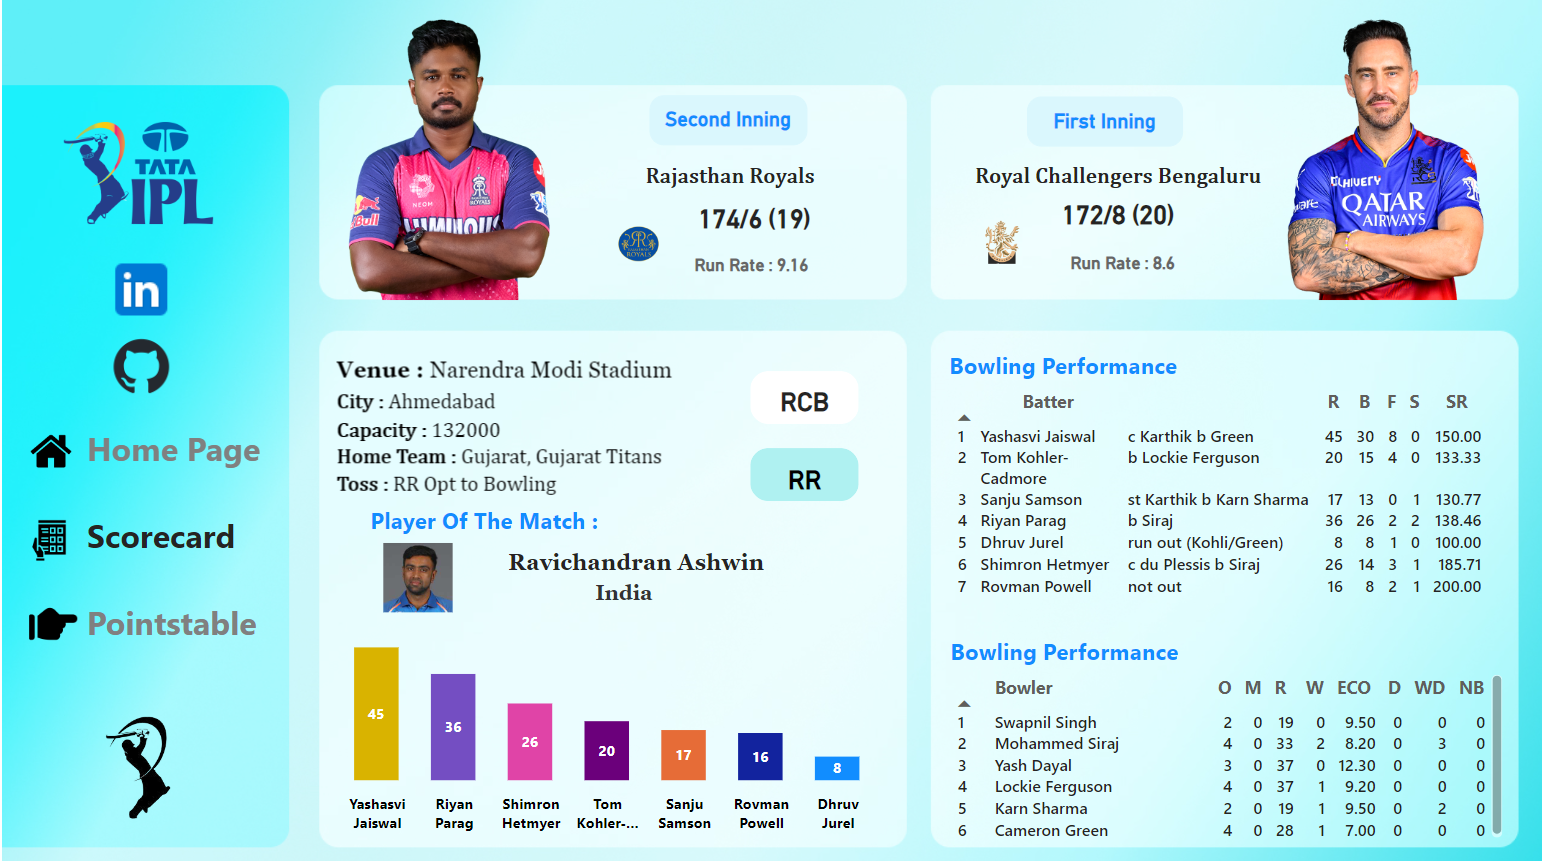 TATA
IPL
in
Home Page
Scorecard
Pointstable
Second Inning
Rajasthan Royals
174/6 (19)
Run Rate : 9.16
NEOM
RAJASTHAN
ROYALS
Red Bull
LUMINOUS
RR
ROYALS
First Inning
Royal Challengers Bengaluru
172/8 (20)
Run Rate : 8.6
QATAR
AIRWAYS
Venue : Narendra Modi Stadium
City : Ahmedabad
Capacity : 132000
Home Team : Gujarat, Gujarat Titans
Toss : RR Opt to Bowling
RCB
RR
Player Of The Match :
Ravichandran Ashwin
India
45
36
26
20
17
16
8
Yashasvi Jaiswal
Riyan Parag
Shimron Hetmyer
Tom Kohler-...
Sanju Samson
Rovman Powell
Dhruv Jurel
Bowling Performance
Batter R B F S SR
1 Yashasvi Jaiswal c Karthik b Green 45 30 8 0 150.00
2 Tom Kohler- b Lockie Ferguson 20 15 4 0 133.33
Cadmore
3 Sanju Samson st Karthik b Karn Sharma 17 13 0 1 130.77
4 Riyan Parag b Siraj 36 26 2 2 138.46
5 Dhruv Jurel run out (Kohli/Green) 8 8 1 0 100.00
6 Shimron Hetmyer c du Plessis b Siraj 26 14 3 1 185.71
7 Rovman Powell not out 16 8 2 1 200.00
Bowling Performance
Bowler O M R W ECO D WD NB
1 Swapnil Singh 2 0 19 0 9.50 0 0 0
2 Mohammed Siraj 4 0 33 2 8.20 0 3 0
3 Yash Dayal 3 0 37 0 12.30 0 0 0
4 Lockie Ferguson 4 0 37 1 9.20 0 0 0
5 Karn Sharma 2 0 19 1 9.50 0 2 0
6 Cameron Green 4 0 28 1 7.00 0 0 0